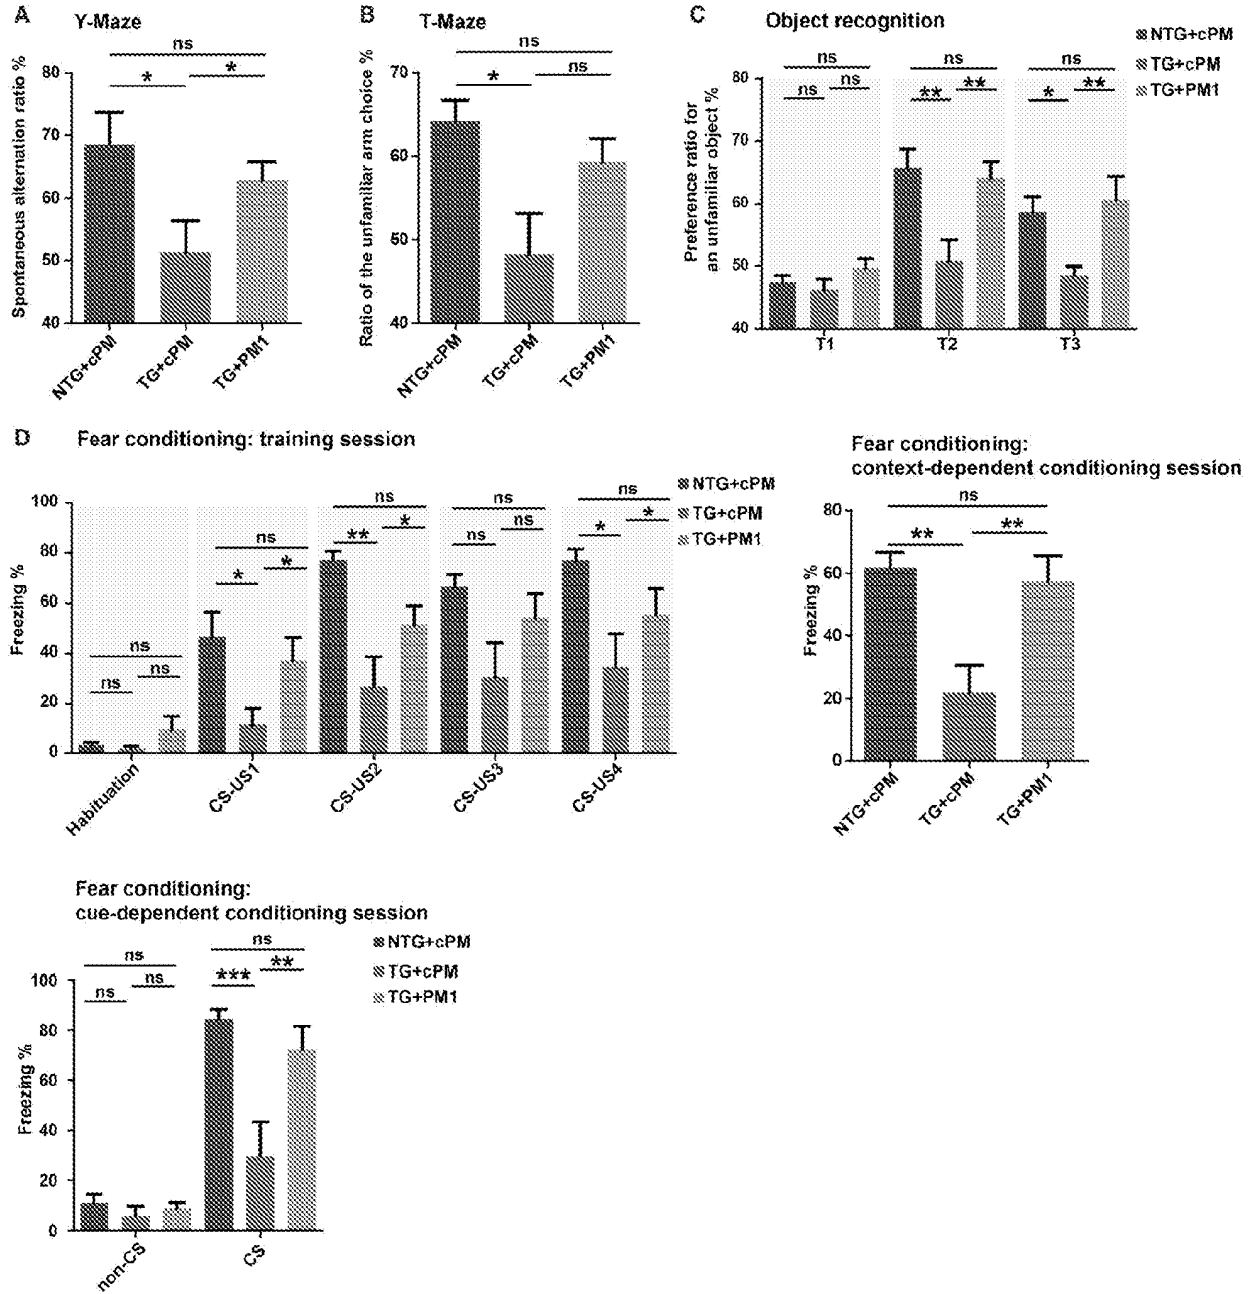 A Y-Maze
Spontaneous alternation ratio %
80
70
60
50
40
ns
*
*
NTG+cPM
TG+cPM
TG+PM1
B T-Maze
Ratio of the unfamiliar arm choice %
70
60
50
40
ns
*
ns
NTG+cPM
TG+cPM
TG+PM1
C Object recognition
Preference ratio for
an unfamiliar object %
80
70
60
50
40
ns
ns
ns
ns
**
**
ns
*
**
T1
T2
T3
NTG+cPM
TG+cPM
TG+PM1
D Fear conditioning: training session
Freezing %
100
80
60
40
20
0
ns
ns
ns
ns
*
*
ns
**
*
ns
ns
ns
ns
*
*
Habituation
CS-US1
CS-US2
CS-US3
CS-US4
NTG+cPM
TG+cPM
TG+PM1
Fear conditioning:
context-dependent conditioning session
Freezing %
80
60
40
20
0
ns
**
**
NTG+cPM
TG+cPM
TG+PM1
Fear conditioning:
cue-dependent conditioning session
Freezing %
100
80
60
40
20
0
ns
ns
ns
ns
***
**
non-CS
CS
NTG+cPM
TG+cPM
TG+PM1